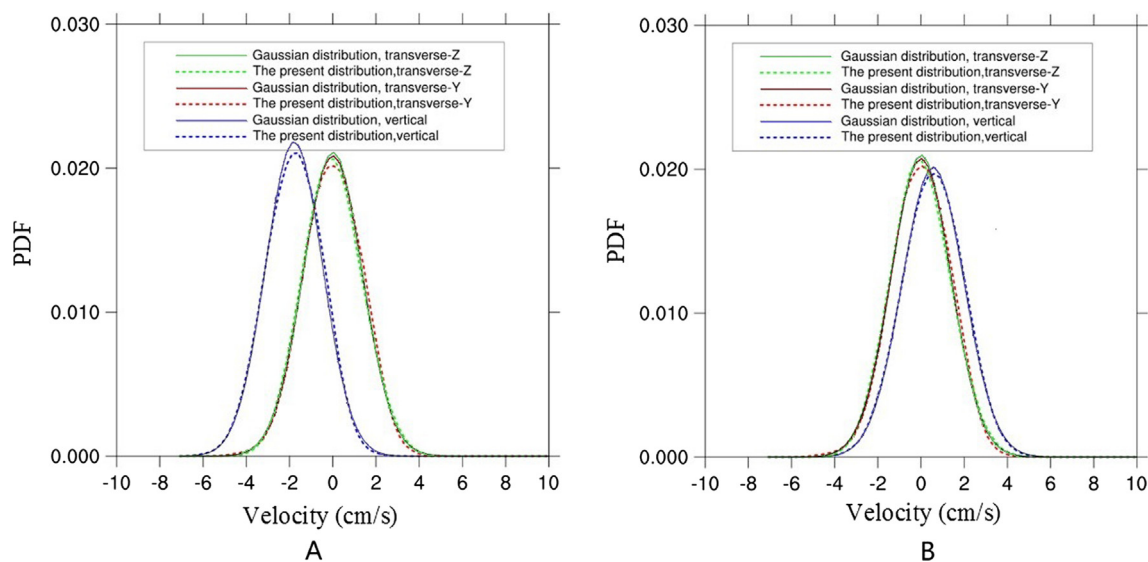 0.030
Gaussian distribution, transverse-Z
The present distribution,transverse-Z
Gaussian distribution, transverse-Y
The present distribution,transverse-Y
Gaussian distribution, vertical
The present distribution,vertical
0.020
PDF
0.010
0.000
-10 -8 -6 -4 -2 0 2 4 6 8 10
Velocity (cm/s)
A
0.030
Gaussian distribution, transverse-Z
The present distribution,transverse-Z
Gaussian distribution, transverse-Y
The present distribution,transverse-Y
Gaussian distribution, vertical
The present distribution,vertical
0.020
PDF
0.010
0.000
-10 -8 -6 -4 -2 0 2 4 6 8 10
Velocity (cm/s)
B